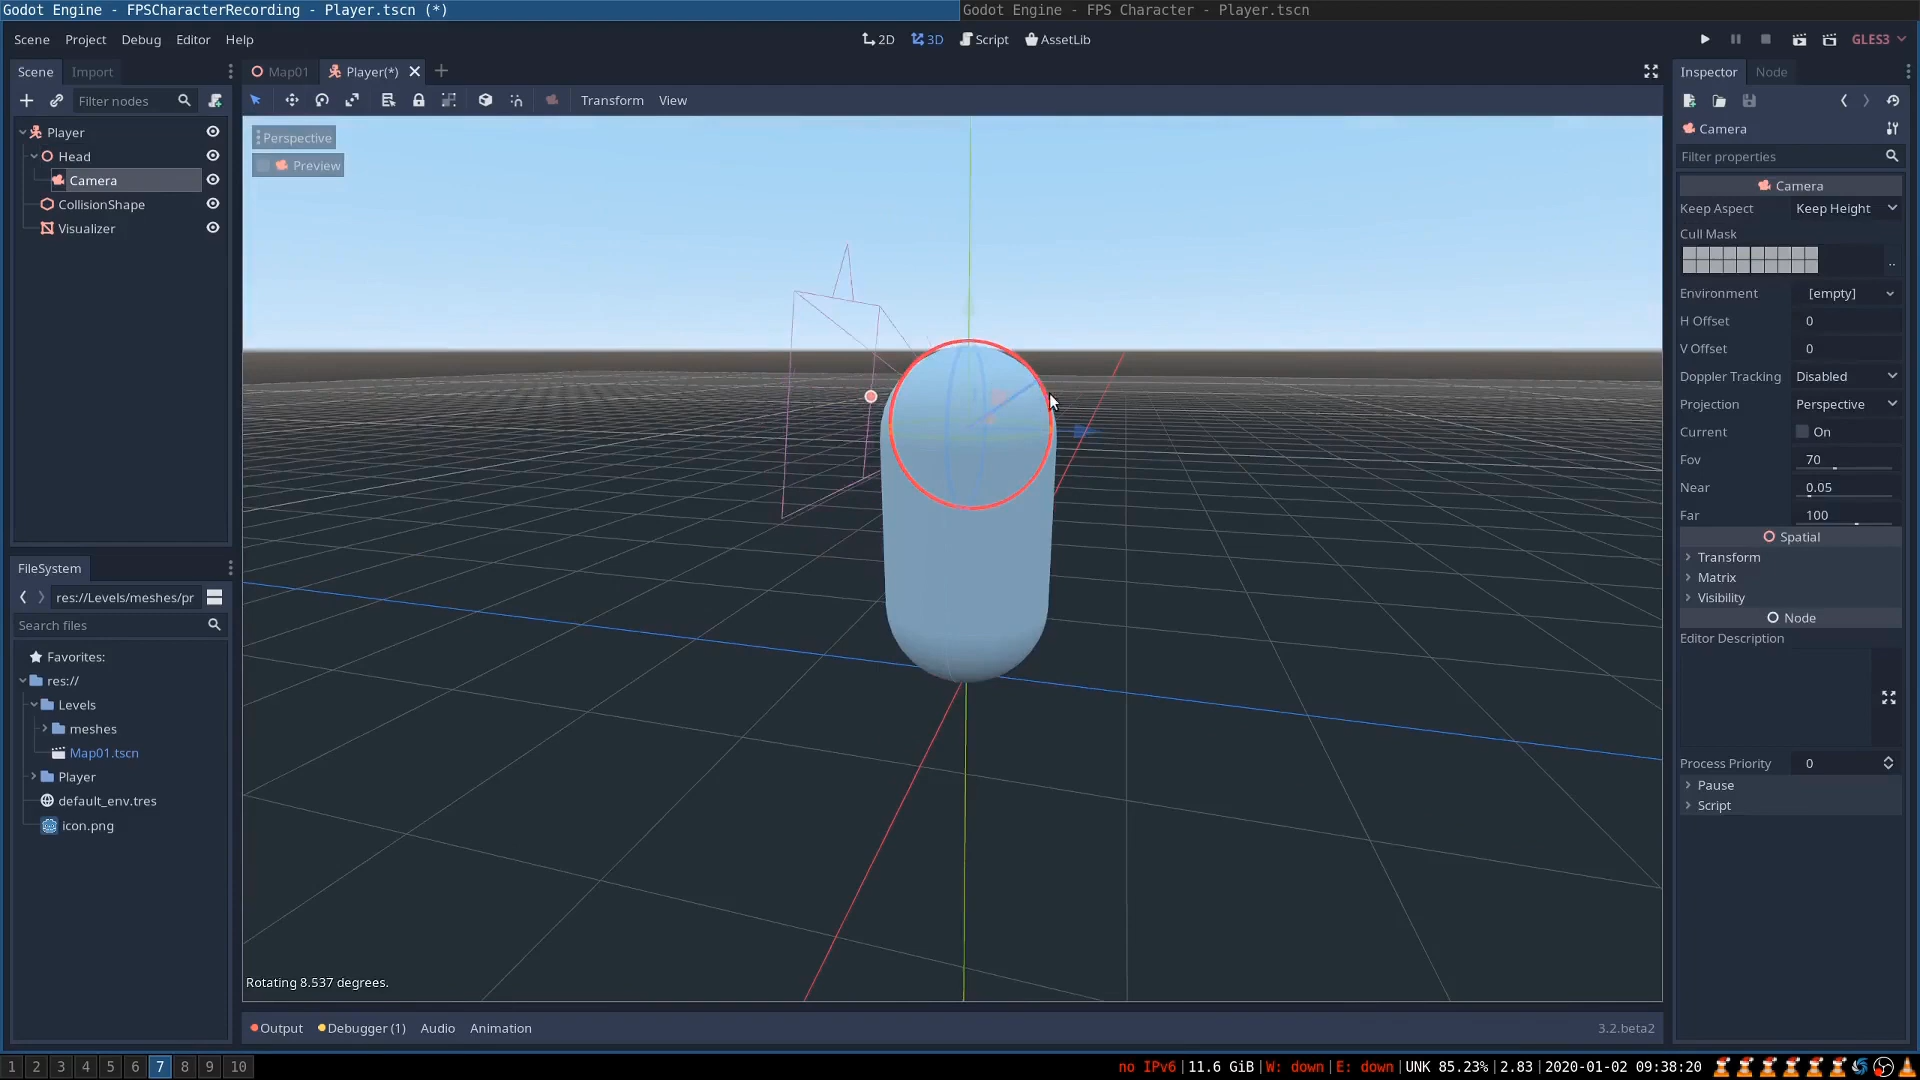 Godot Engine - FPSCharacterRecording - Player.tscn (*)
Godot Engine - FPS Character - Player.tscn
Scene Project Debug Editor Help
2D 3D Script AssetLib
GLES3
Scene Import
Map01 Player(*)
Inspector Node
Filter nodes
Transform View
Player
Head
Camera
CollisionShape
Visualizer
Perspective
Preview
Rotating 8.537 degrees.
FileSystem
res://Levels/meshes/pr
Search files
Favorites:
res://
Levels
meshes
Map01.tscn
Player
default_env.tres
icon.png
Camera
Filter properties
Camera
Keep Aspect Keep Height
Cull Mask
..
Environment [empty]
H Offset 0
V Offset 0
Doppler Tracking Disabled
Projection Perspective
Current On
Fov 70
Near 0.05
Far 100
Spatial
Transform
Matrix
Visibility
Node
Editor Description
Process Priority 0
Pause
Script
Output Debugger (1) Audio Animation
3.2.beta2
1 2 3 4 5 6 7 8 9 10
no IPv6|11.6 GiB|W: down|E: down|UNK 85.23%|2.83|2020-01-02 09:38:20